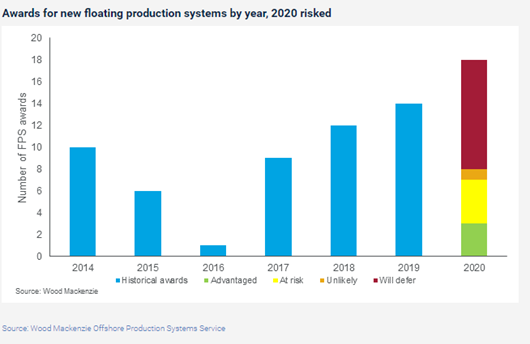 Awards for new floating production systems by year, 2020 risked
Number of FPS awards
20
18
16
14
12
10
8
6
4
2
0
2014 2015 2016 2017 2018 2019 2020
Historical awards Advantaged At risk Unlikely Will defer
Source: Wood Mackenzie
Source: Wood Mackenzie Offshore Production Systems Service